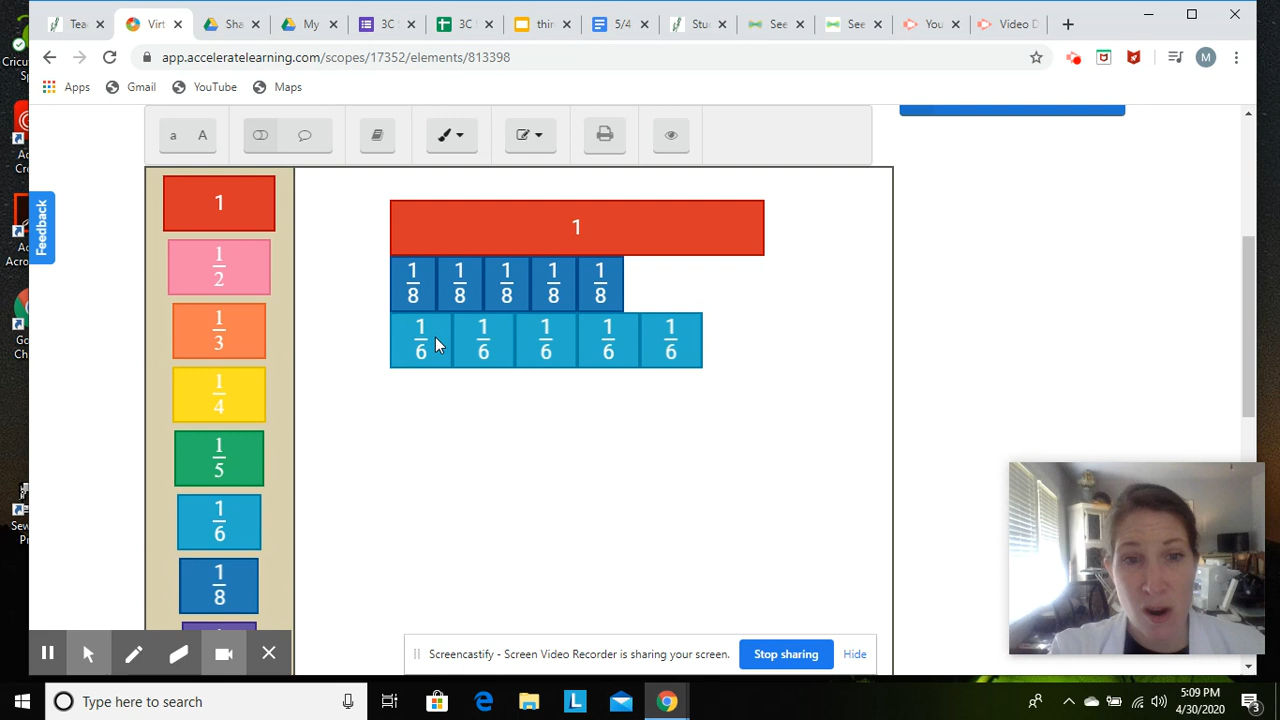 Teac
Virt
Sha
My
3C S
3C
thir
5/4
Stu
See
See
You
Video D
app.acceleratelearning.com/scopes/17352/elements/813398
M
Apps
Gmail
YouTube
Maps
a A
Feedback
1
1/2
1/3
1/4
1/5
1/6
1/8
1
1/8 1/8 1/8 1/8 1/8
1/6 1/6 1/6 1/6 1/6
Screencastify - Screen Video Recorder is sharing your screen.
Stop sharing
Hide
Type here to search
L
5:09 PM
4/30/2020
3